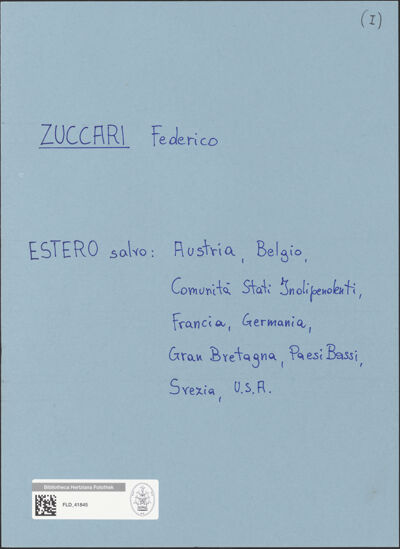 (I)
ZUCCARI Federico
ESTERO salvo: Austria, Belgio,
Comunità Stati Indipendenti,
Francia, Germania,
Gran Bretagna, Paesi Bassi,
Svezia, U.S.A.
Bibliotheca Hertziana Fotothek
FLD_41845